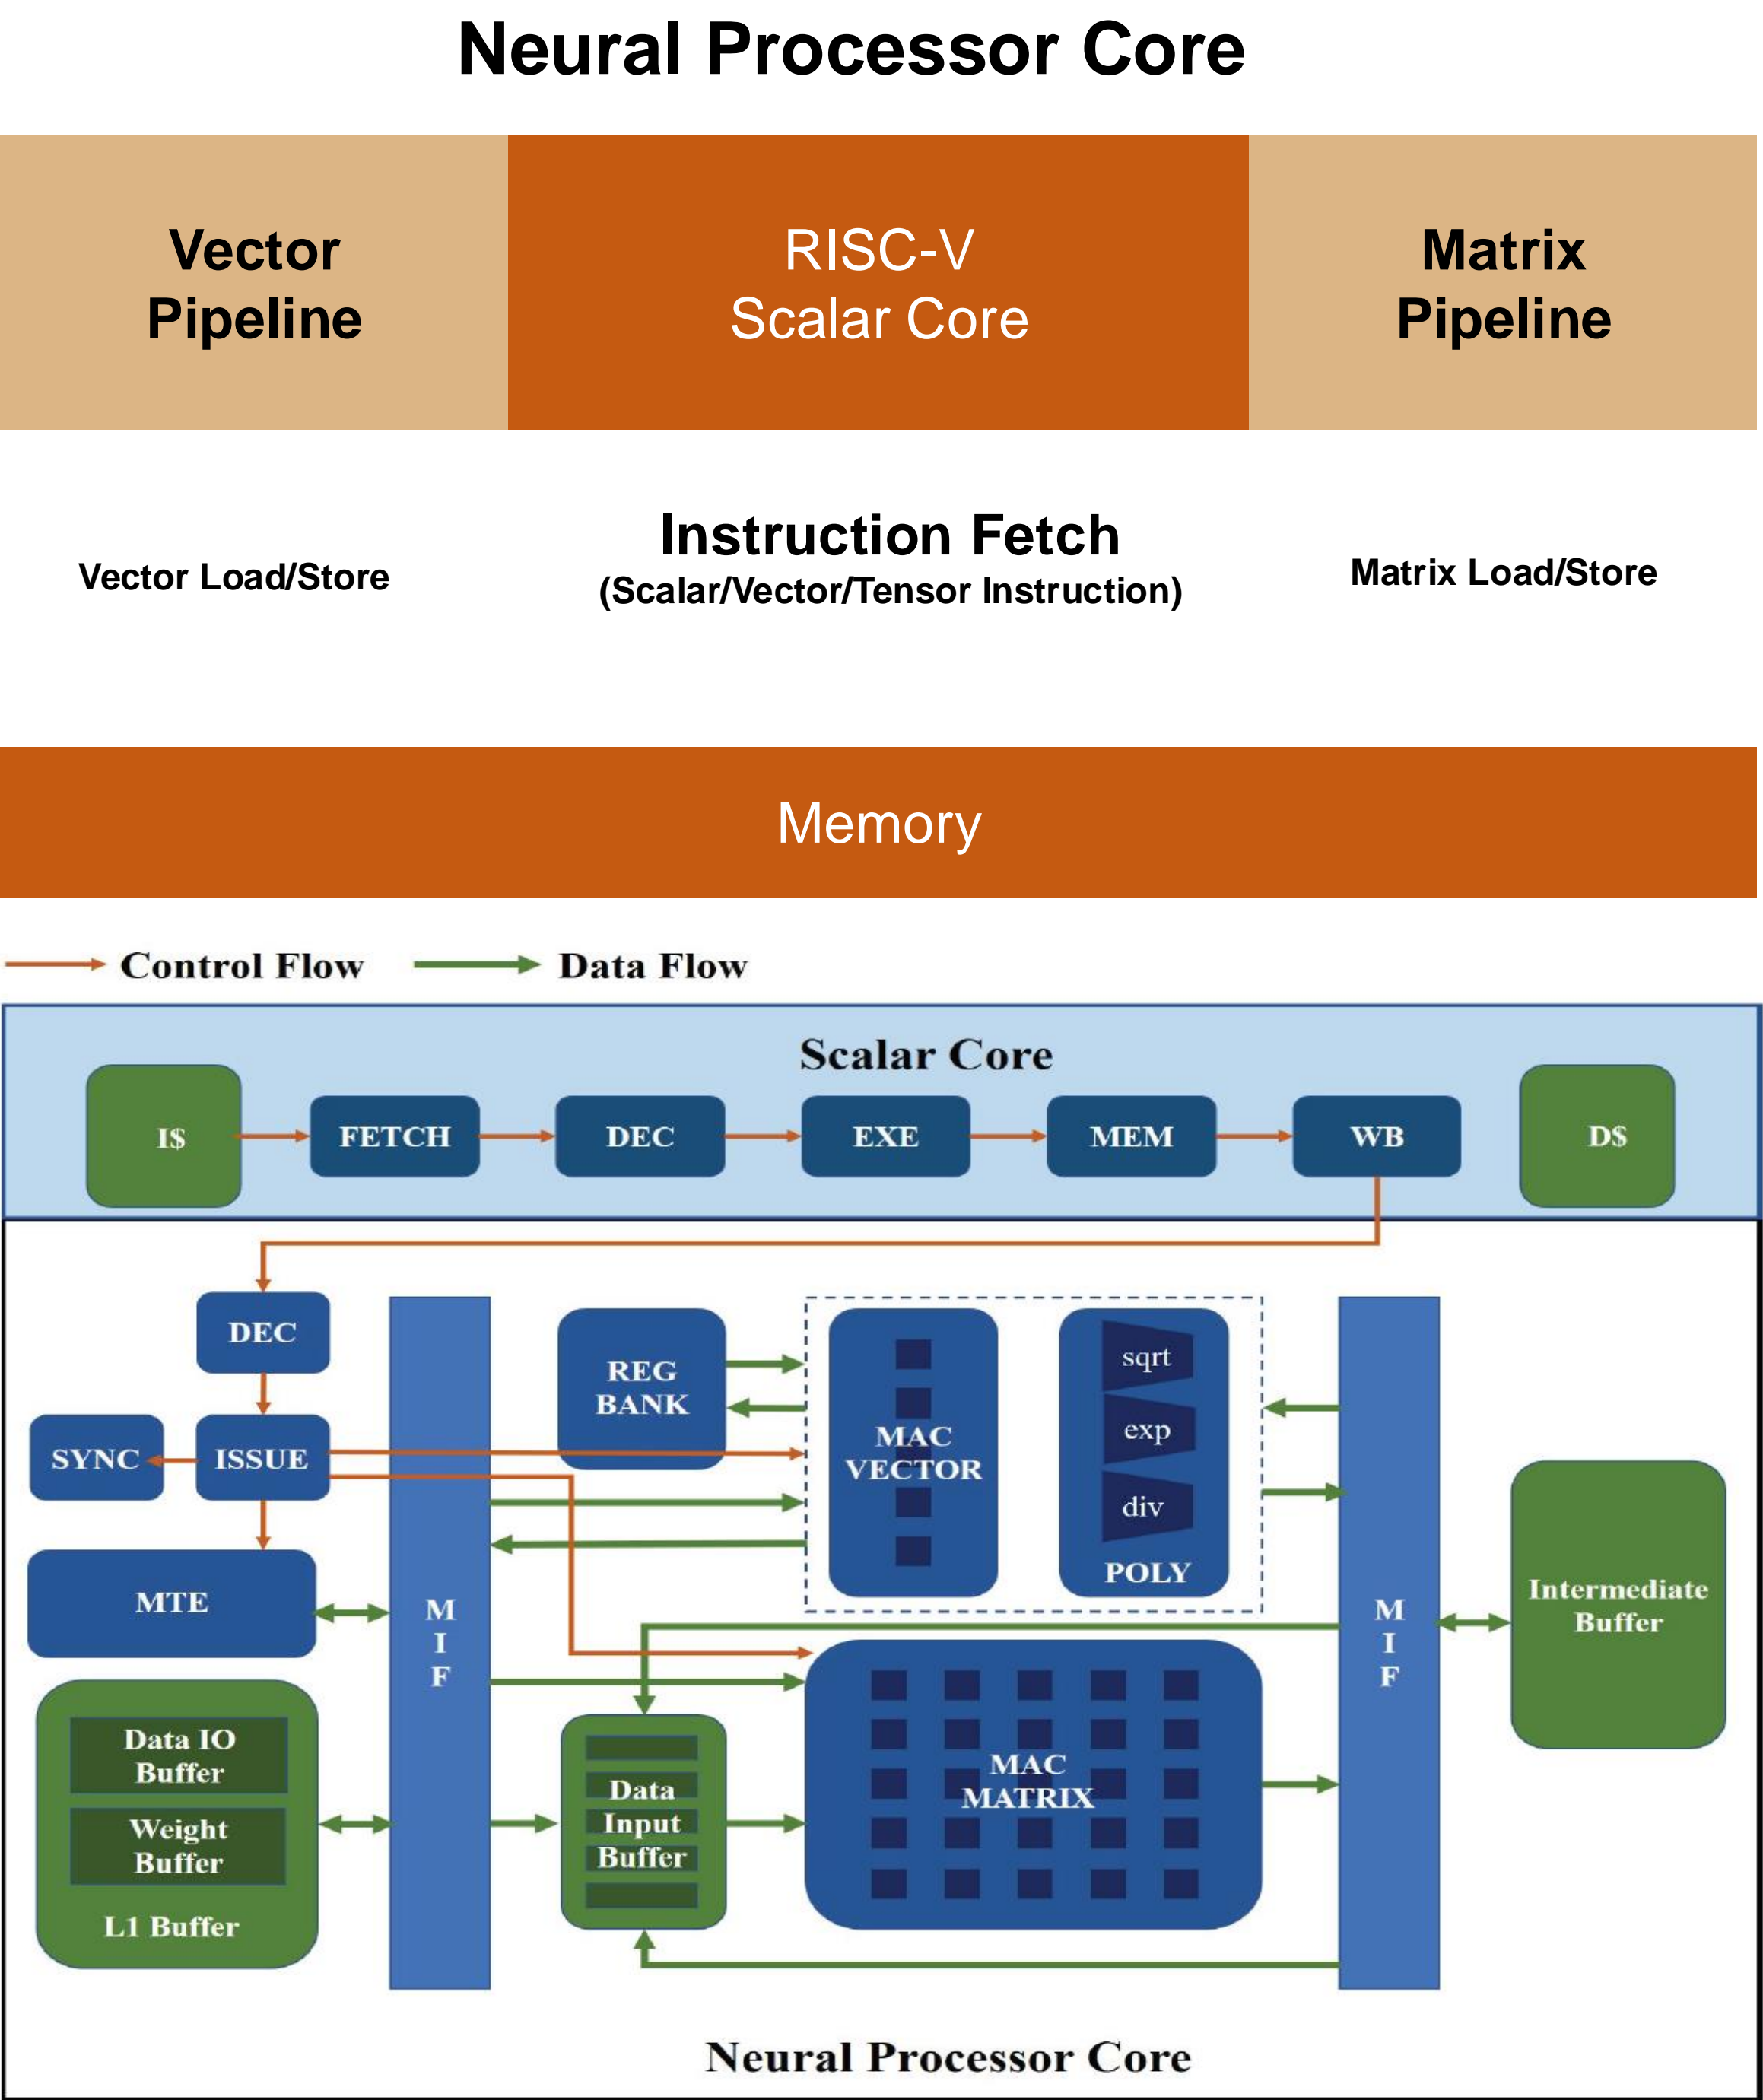 Neural Processor Core
Vector
Pipeline
RISC-V
Scalar Core
Matrix
Pipeline
Vector Load/Store
Instruction Fetch
(Scalar/Vector/Tensor Instruction)
Matrix Load/Store
Memory
Control Flow
Data Flow
Scalar Core
I$
FETCH
DEC
EXE
MEM
WB
D$
DEC
SYNC
ISSUE
MTE
Data IO
Buffer
Weight
Buffer
L1 Buffer
M
I
F
REG
BANK
MAC
VECTOR
sqrt
exp
div
POLY
Data
Input
Buffer
MAC
MATRIX
M
I
F
Intermediate
Buffer
Neural Processor Core